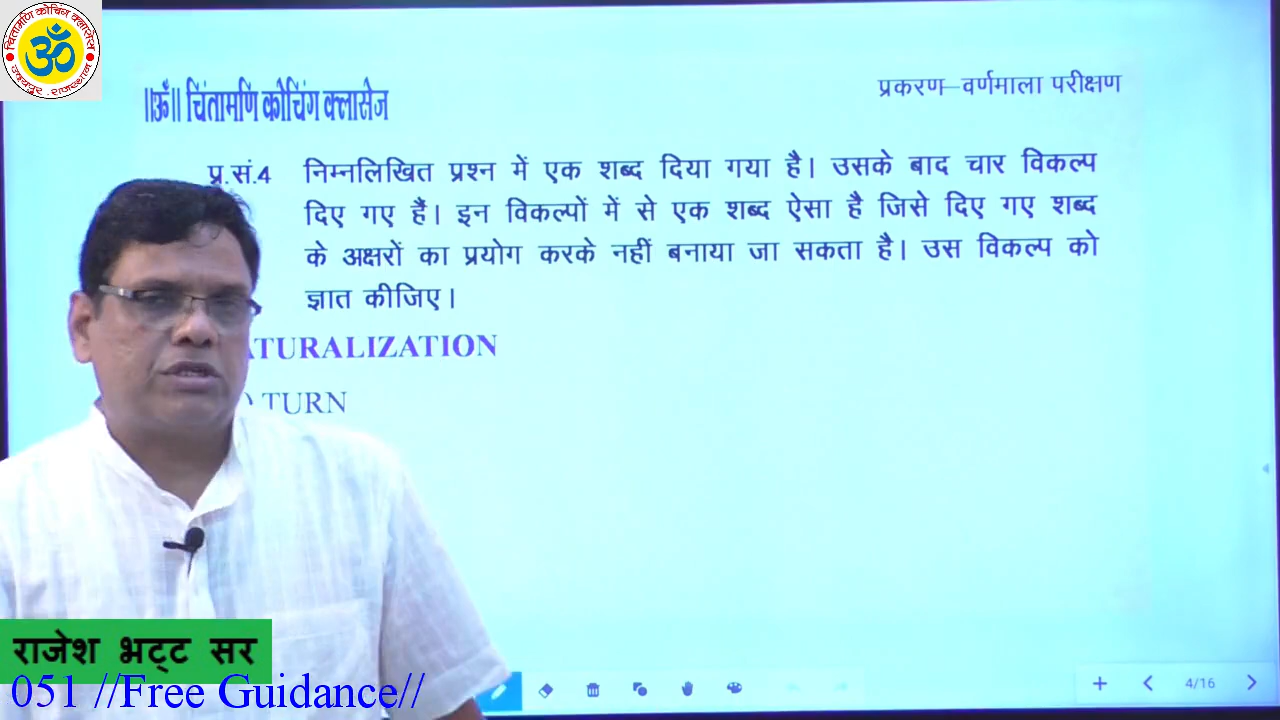 चिंतामणि कोचिंग क्लासेस
उदयपुर राजस्थान
॥ॐ॥ चिंतामणि कोचिंग क्लासेज
प्रकरण–वर्णमाला परीक्षण
प्र.सं.4 निम्नलिखित प्रश्न में एक शब्द दिया गया है। उसके बाद चार विकल्प
दिए गए हैं। इन विकल्पों में से एक शब्द ऐसा है जिसे दिए गए शब्द
के अक्षरों का प्रयोग करके नहीं बनाया जा सकता है। उस विकल्प को
ज्ञात कीजिए।
ATURALIZATION
) TURN
राजेश भट्ट सर
051 //Free Guidance//
4/16